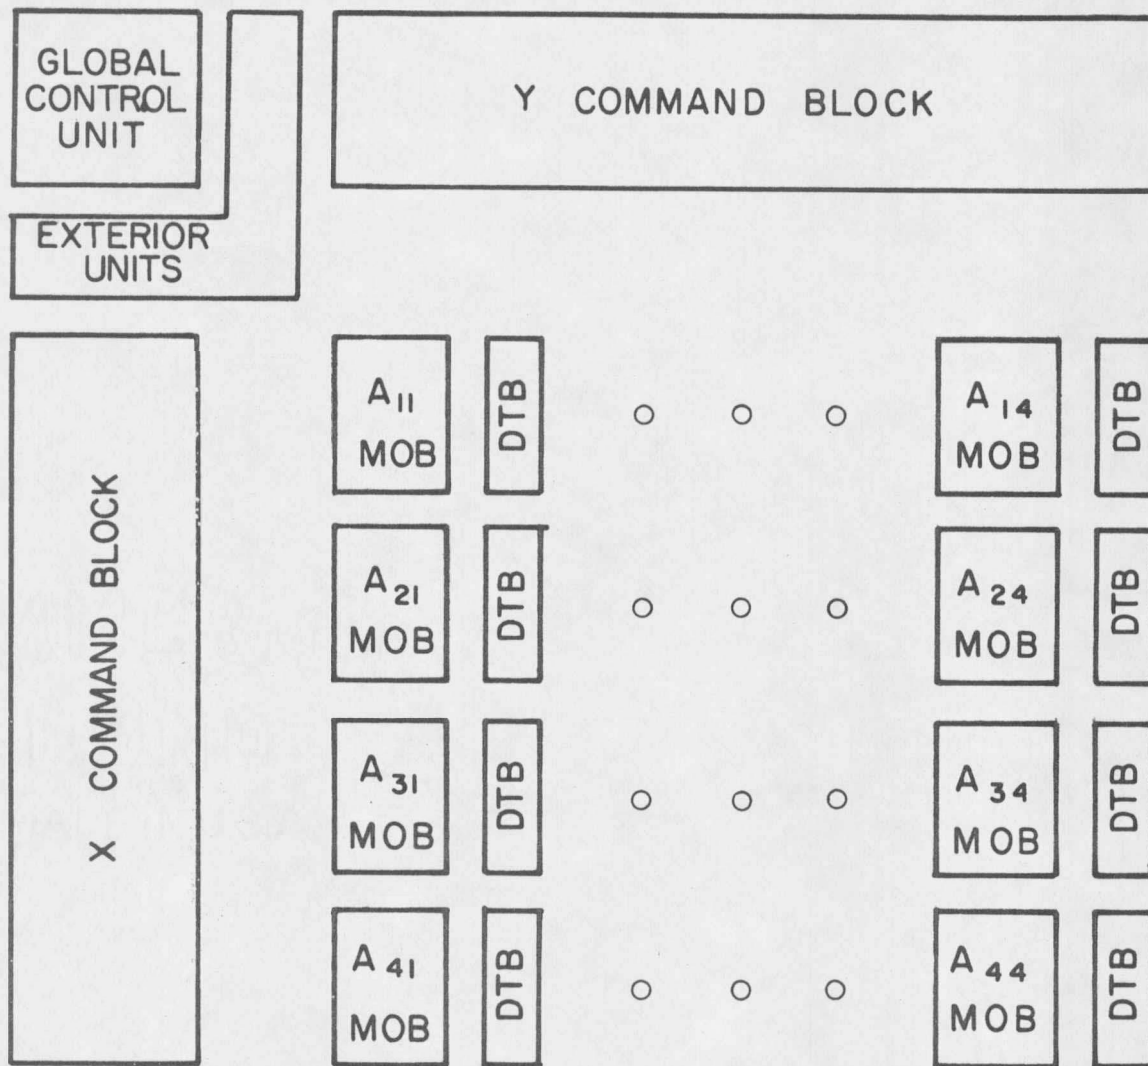 GLOBAL
CONTROL
UNIT
Y COMMAND BLOCK
EXTERIOR
UNITS
X COMMAND BLOCK
A11
MOB
DTB
A14
MOB
DTB
A21
MOB
DTB
A24
MOB
DTB
A31
MOB
DTB
A34
MOB
DTB
A41
MOB
DTB
A44
MOB
DTB